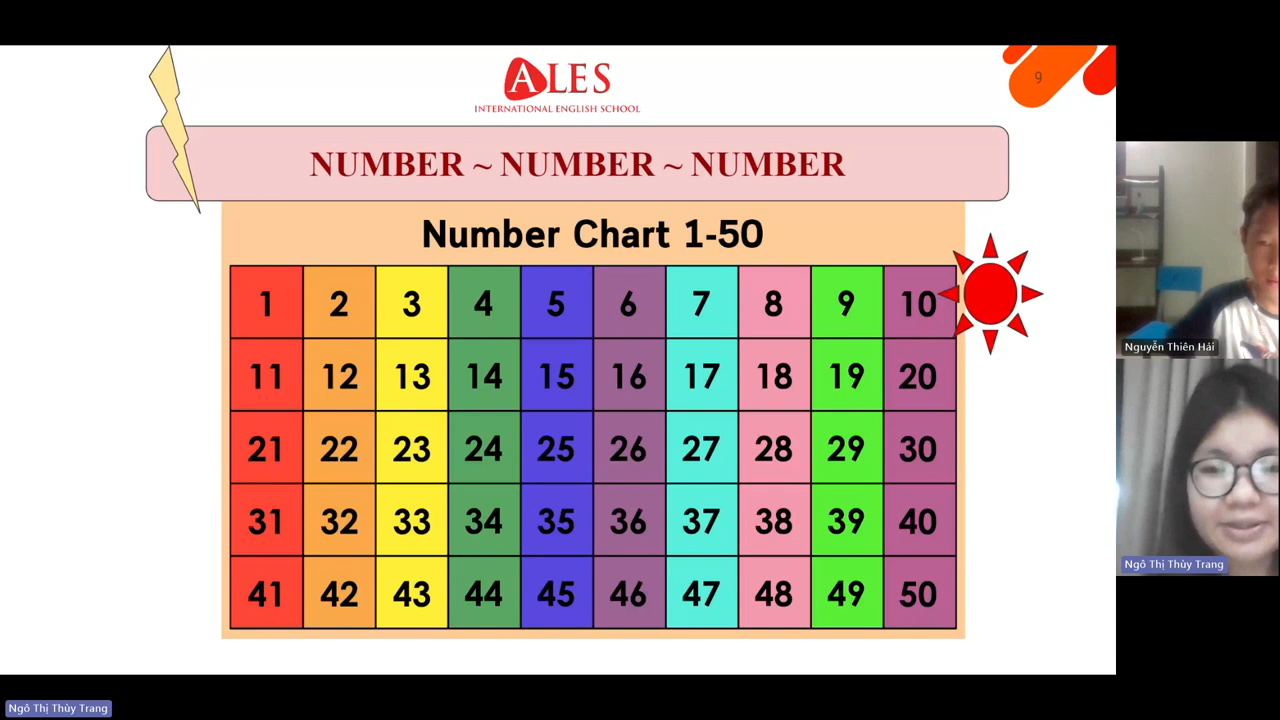 ALES
INTERNATIONAL ENGLISH SCHOOL
9
NUMBER ~ NUMBER ~ NUMBER
Number Chart 1-50
1 2 3 4 5 6 7 8 9 10
11 12 13 14 15 16 17 18 19 20
21 22 23 24 25 26 27 28 29 30
31 32 33 34 35 36 37 38 39 40
41 42 43 44 45 46 47 48 49 50
Nguyễn Thiên Hải
Ngô Thị Thùy Trang
Ngô Thị Thùy Trang